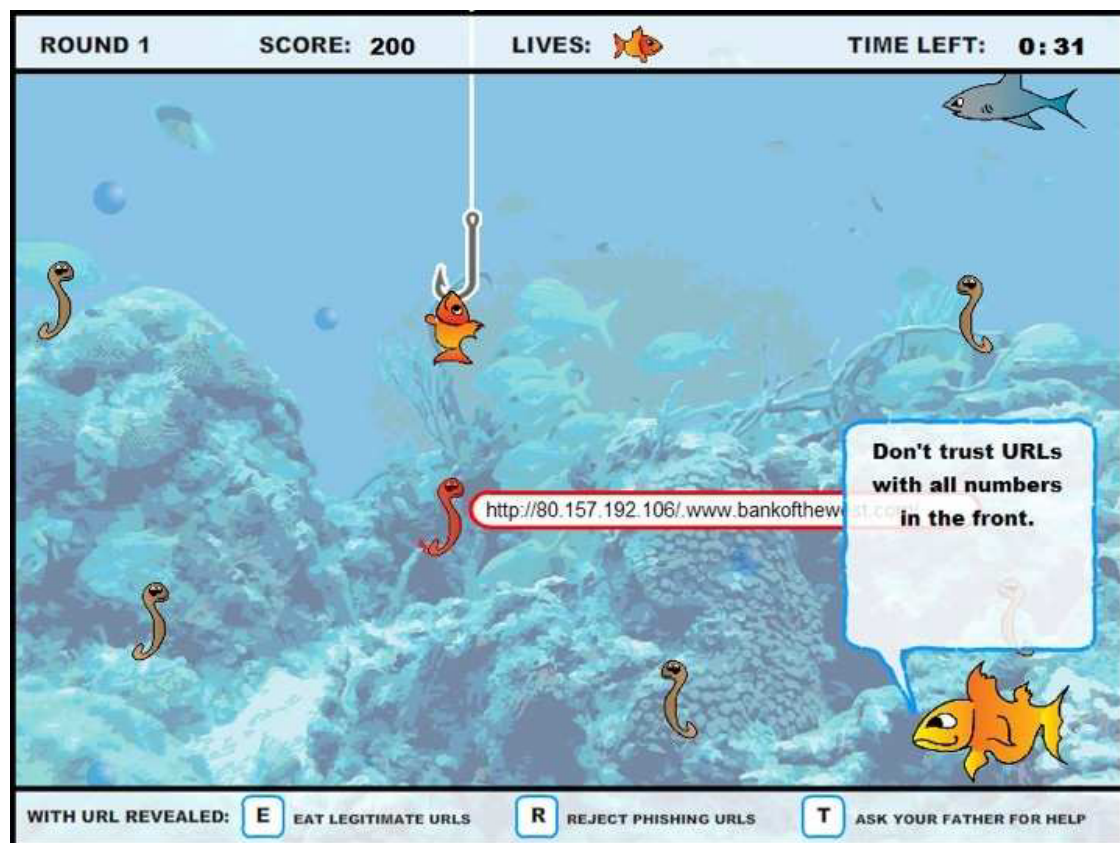 ROUND 1 SCORE: 200 LIVES: TIME LEFT: 0:31
Don't trust URLs
with all numbers
in the front.
http://80.157.192.106/.www.bankofthewest.com/
WITH URL REVEALED: E EAT LEGITIMATE URLS R REJECT PHISHING URLS T ASK YOUR FATHER FOR HELP